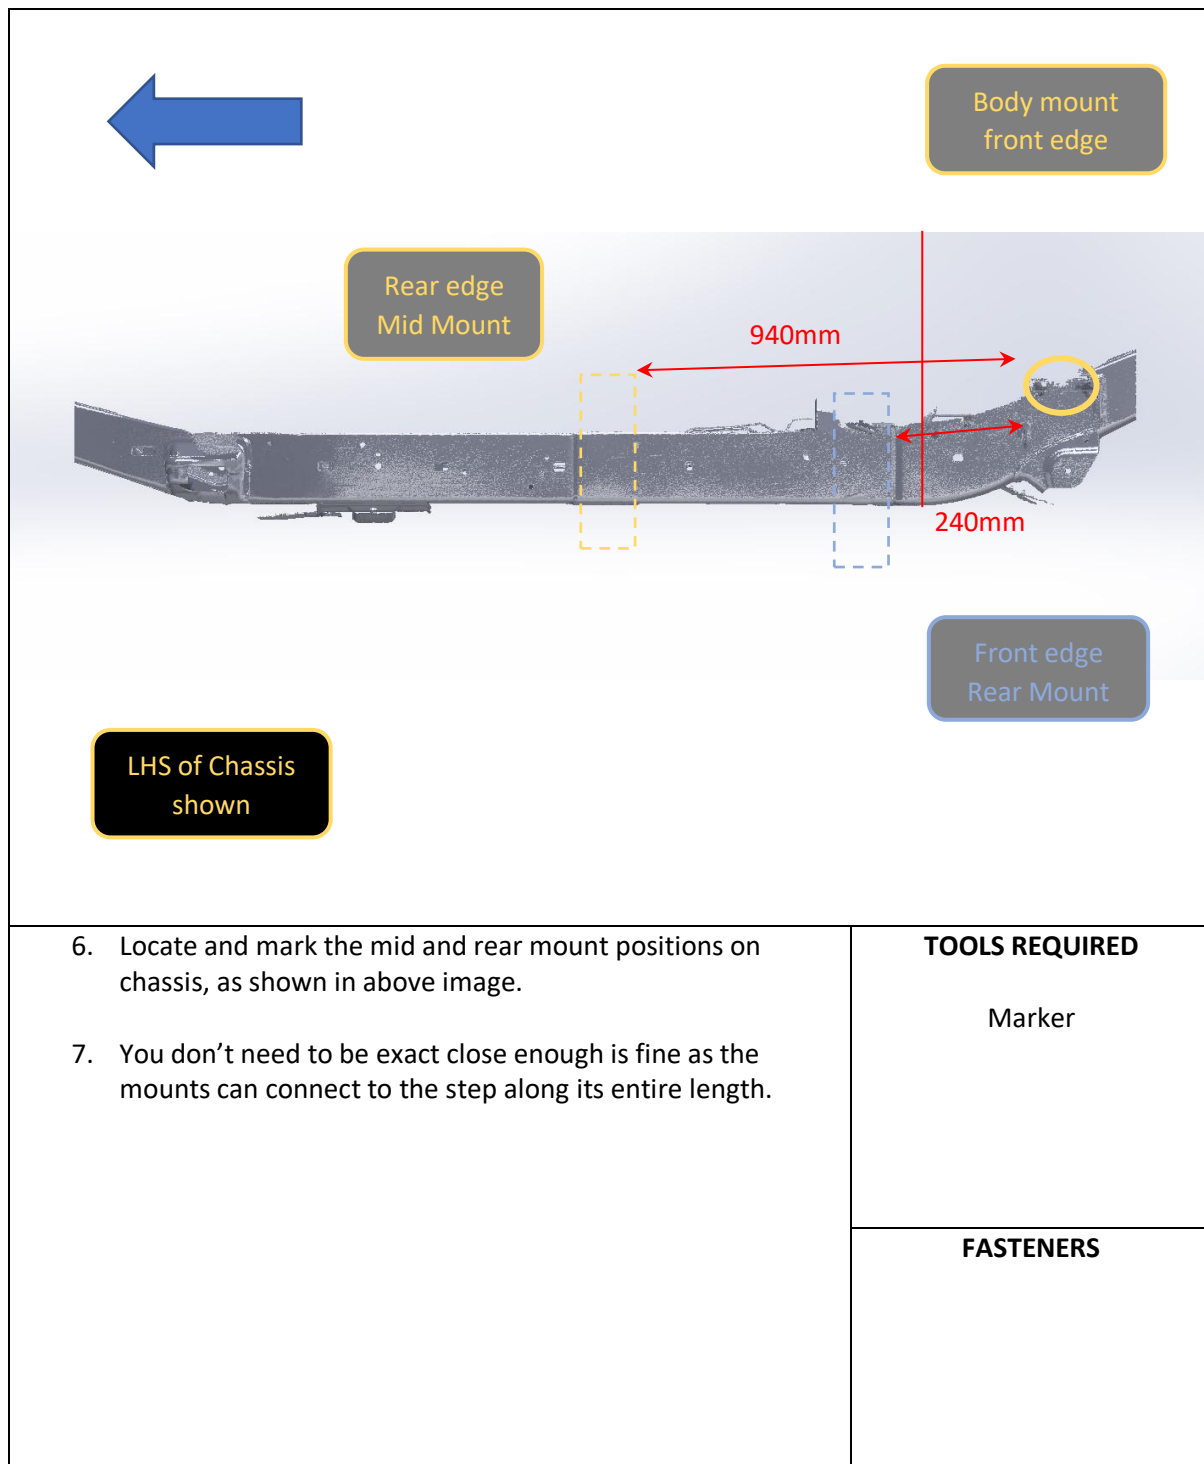 Body mount
front edge
Rear edge
Mid Mount
940mm
240mm
Front edge
Rear Mount
LHS of Chassis
shown
6. Locate and mark the mid and rear mount positions on
chassis, as shown in above image.
7. You don’t need to be exact close enough is fine as the
mounts can connect to the step along its entire length.
TOOLS REQUIRED
Marker
FASTENERS